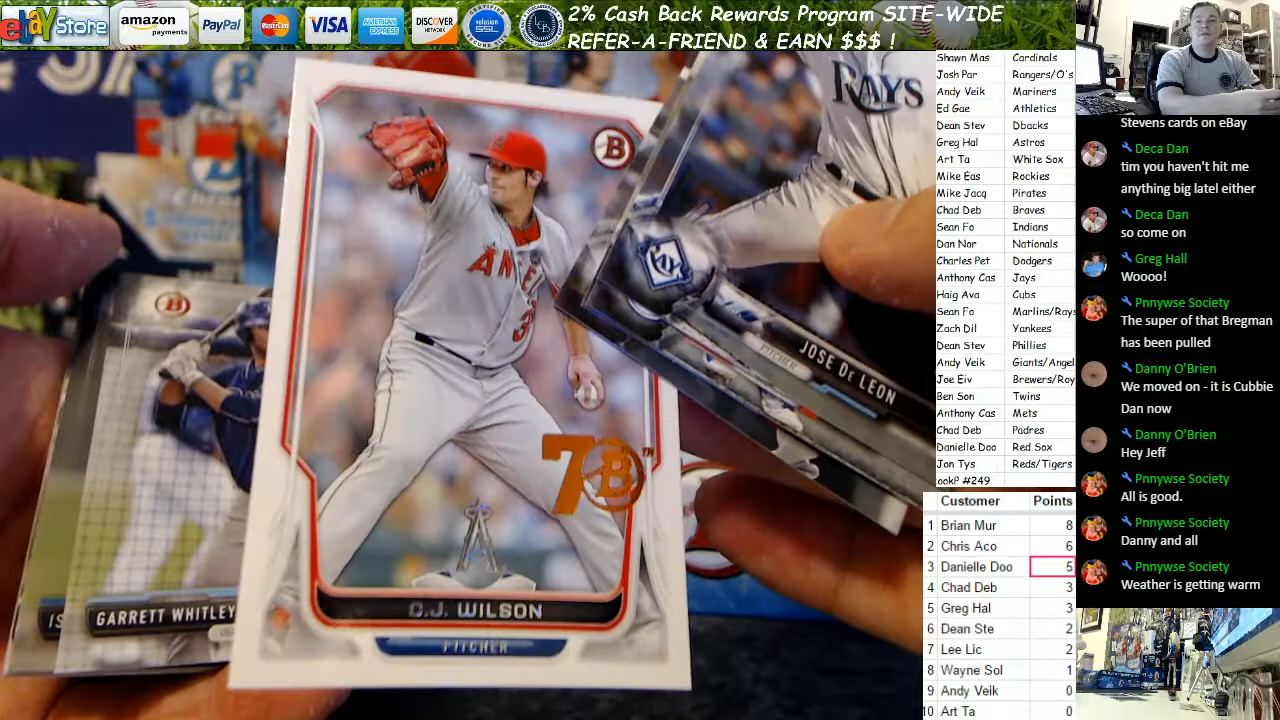 ebay Store
amazon payments
PayPal
MasterCard
VISA
AMERICAN EXPRESS
DISCOVER NETWORK
CERTIFIED
volusion
SSL
2% Cash Back Rewards Program SITE-WIDE
REFER-A-FRIEND & EARN $$$ !
Shawn Mas Cardinals
Josh Par Rangers/O's
Andy Veik Mariners
Ed Gae Athletics
Dean Stev Dbacks
Greg Hal Astros
Art Ta White Sox
Mike Eas Rockies
Mike Jacq Pirates
Chad Deb Braves
Sean Fo Indians
Dan Nor Nationals
Charles Pet Dodgers
Anthony Cas Jays
Haig Ava Cubs
Sean Fo Marlins/Rays
Zach Dil Yankees
Dean Stev Phillies
Andy Veik Giants/Angel
Joe Eiv Brewers/Roy
Ben Son Twins
Anthony Cas Mets
Chad Deb Padres
Danielle Doo Red Sox
Jon Tys Reds/Tigers
ookP #249
Customer Points
1 Brian Mur 8
2 Chris Aco 6
3 Danielle Doo 5
4 Chad Deb 3
5 Greg Hal 3
6 Dean Ste 2
7 Lee Lic 2
8 Wayne Sol 1
9 Andy Veik 0
10 Art Ta 0
Stevens cards on eBay
Deca Dan
tim you haven't hit me
anything big latel either
Deca Dan
so come on
Greg Hall
Woooo!
Pnnywse Society
The super of that Bregman
has been pulled
Danny O'Brien
We moved on - it is Cubbie
Dan now
Danny O'Brien
Hey Jeff
Pnnywse Society
All is good.
Pnnywse Society
Danny and all
Pnnywse Society
Weather is getting warm
RAYS
JOSE DE LEON
PITCHER
B
ANGE
3
7B™
A
C.J. WILSON
PITCHER
B
IS
GARRETT WHITLEY